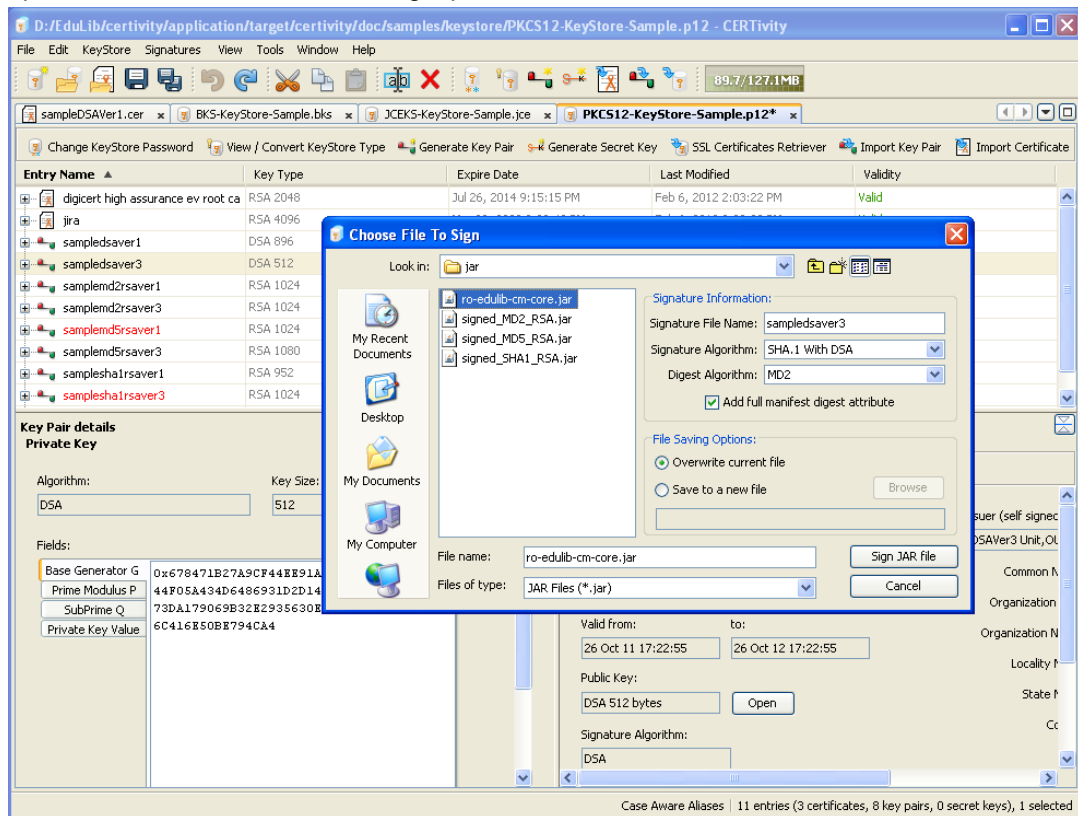 D:/EduLib/certivity/application/target/certivity/doc/samples/keystore/PKCS12-KeyStore-Sample.p12 - CERTivity
File Edit KeyStore Signatures View Tools Window Help
89.7/127.1MB
sampleDSAVer1.cer x BKS-KeyStore-Sample.bks x JCEKS-KeyStore-Sample.jce x PKCS12-KeyStore-Sample.p12* x
Change KeyStore Password View / Convert KeyStore Type Generate Key Pair Generate Secret Key SSL Certificates Retriever Import Key Pair Import Certificate
Entry Name Key Type Expire Date Last Modified Validity
digicert high assurance ev root ca RSA 2048 Jul 26, 2014 9:15:15 PM Feb 6, 2012 2:03:22 PM Valid
jira RSA 4096
sampledsaver1 DSA 896
sampledsaver3 DSA 512
samplemd2rsaver1 RSA 1024
samplemd2rsaver3 RSA 1024
samplemd5rsaver1 RSA 1024
samplemd5rsaver3 RSA 1080
samplesha1rsaver1 RSA 952
samplesha1rsaver3 RSA 1024
Choose File To Sign
Look in: jar
My Recent Documents
Desktop
My Documents
My Computer
ro-edulib-cm-core.jar
signed_MD2_RSA.jar
signed_MD5_RSA.jar
signed_SHA1_RSA.jar
Signature Information:
Signature File Name: sampledsaver3
Signature Algorithm: SHA.1 With DSA
Digest Algorithm: MD2
Add full manifest digest attribute
File Saving Options:
Overwrite current file
Save to a new file Browse
File name: ro-edulib-cm-core.jar Sign JAR file
Files of type: JAR Files (*.jar) Cancel
Key Pair details
Private Key
Algorithm: Key Size:
DSA 512
Fields:
Base Generator G
Prime Modulus P
SubPrime Q
Private Key Value
0x678471B27A9CF44EE91A
44F05A434D6486931D2D14
73DA179069B32E2935630E
6C416E50BE794CA4
suer (self signed
DSAVer3 Unit,OU
Common N
Organization
Organization N
Locality N
State N
Co
Valid from: to:
26 Oct 11 17:22:55 26 Oct 12 17:22:55
Public Key:
DSA 512 bytes Open
Signature Algorithm:
DSA
Case Aware Aliases 11 entries (3 certificates, 8 key pairs, 0 secret keys), 1 selected